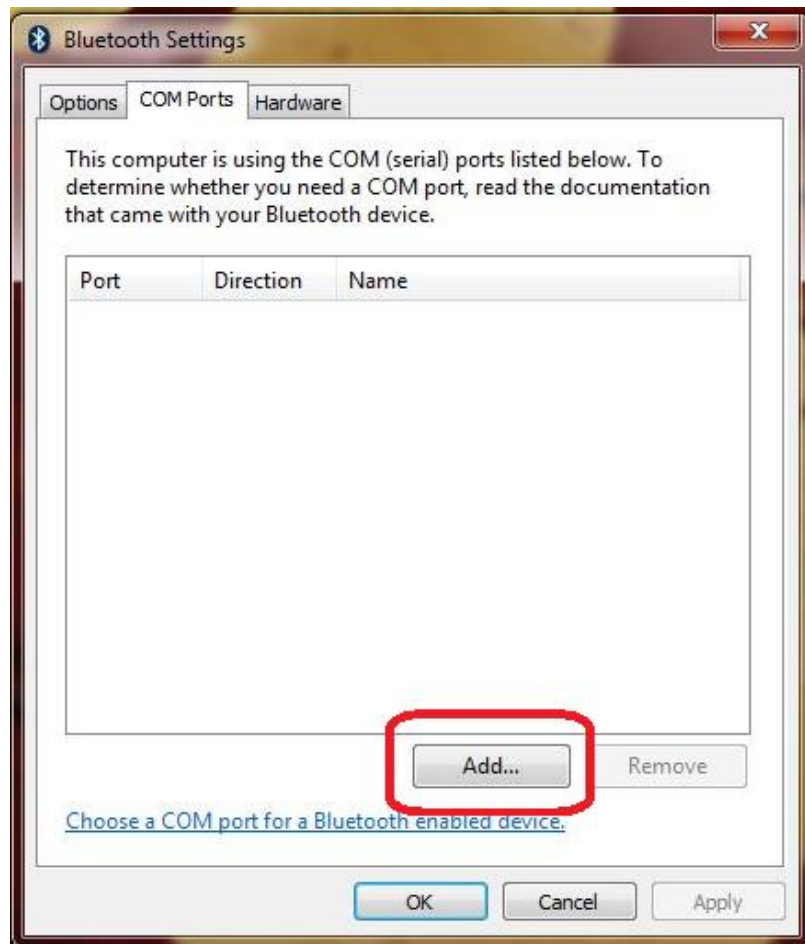 Bluetooth Settings
Options COM Ports Hardware
This computer is using the COM (serial) ports listed below. To
determine whether you need a COM port, read the documentation
that came with your Bluetooth device.
Port Direction Name
Add... Remove
Choose a COM port for a Bluetooth enabled device.
OK Cancel Apply